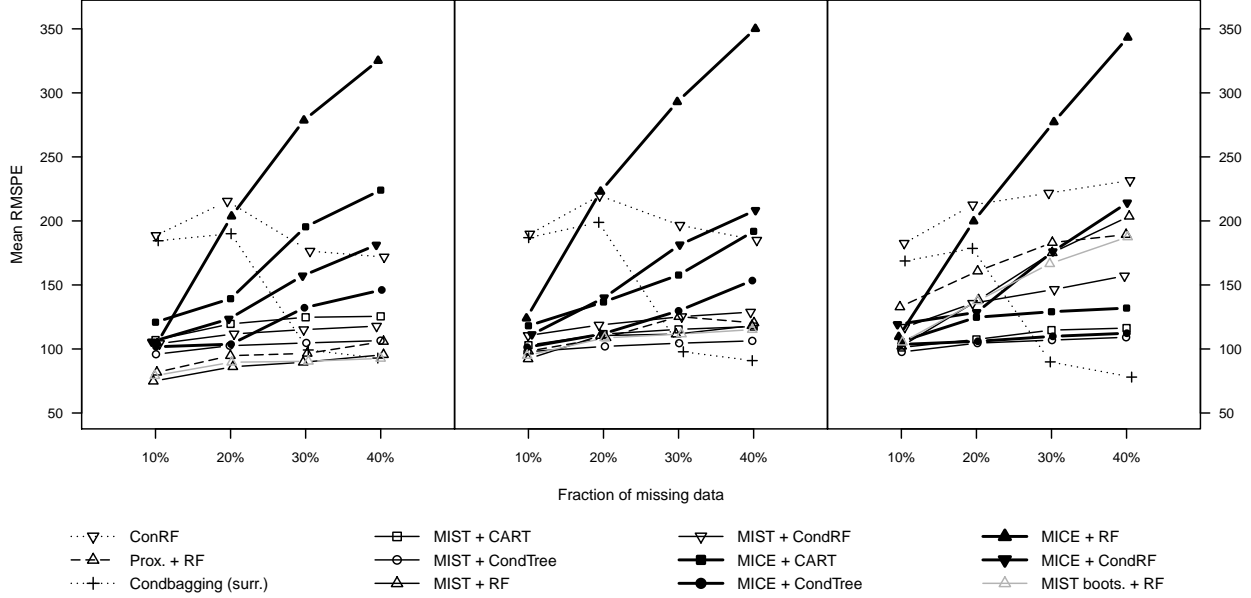 350 350
300 300
250 250
200 200
150 150
100 100
50 50
Mean RMSPE
10% 20% 30% 40% 10% 20% 30% 40% 10% 20% 30% 40%
Fraction of missing data
ConRF MIST + CART MIST + CondRF MICE + RF
Prox. + RF MIST + CondTree MICE + CART MICE + CondRF
Condbagging (surr.) MIST + RF MICE + CondTree MIST boots. + RF